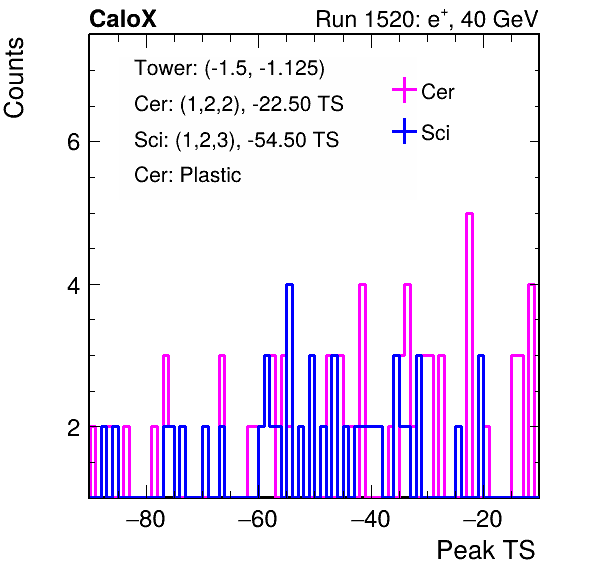 CaloX Run 1520: e+, 40 GeV
Counts
Tower: (-1.5, -1.125)
Cer: (1,2,2), -22.50 TS
Sci: (1,2,3), -54.50 TS
Cer: Plastic
Cer
Sci
6
4
2
−80 −60 −40 −20
Peak TS